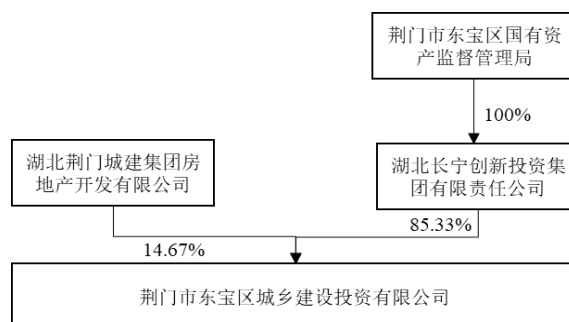 荆门市东宝区国有资
产监督管理局
100%
湖北荆门城建集团房
地产开发有限公司
湖北长宁创新投资集
团有限责任公司
85.33%
14.67%
荆门市东宝区城乡建设投资有限公司